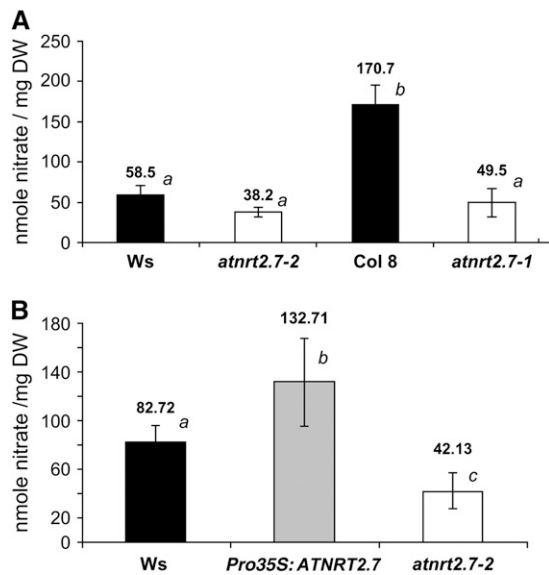 A
nmole nitrate / mg DW
250
200
150
100
50
0
58.5
a
38.2
a
170.7
b
49.5
a
Ws
atnrt2.7-2
Col 8
atnrt2.7-1
B
nmole nitrate /mg DW
180
140
100
60
20
0
82.72
a
132.71
b
42.13
c
Ws
Pro35S: ATNRT2.7
atnrt2.7-2